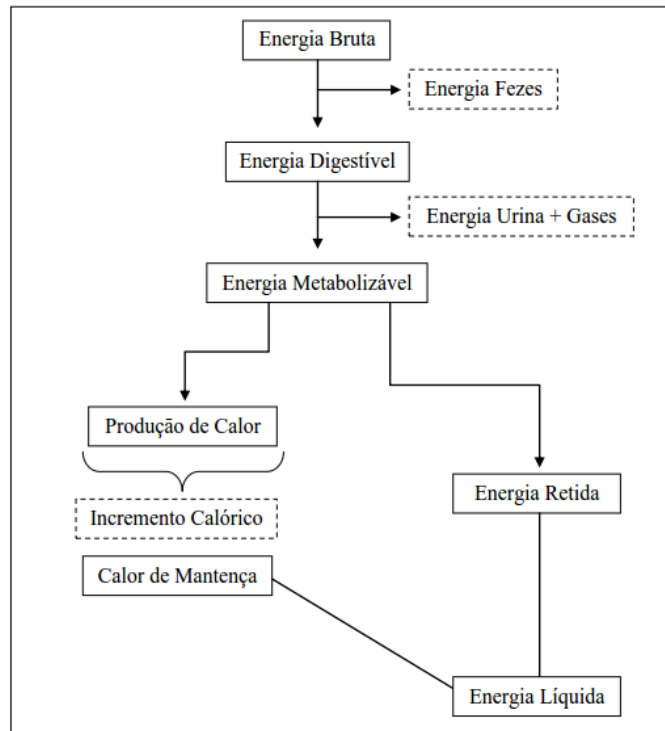 Energia Bruta
Energia Fezes
Energia Digestível
Energia Urina + Gases
Energia Metabolizável
Produção de Calor
Energia Retida
Incremento Calórico
Calor de Mantença
Energia Líquida